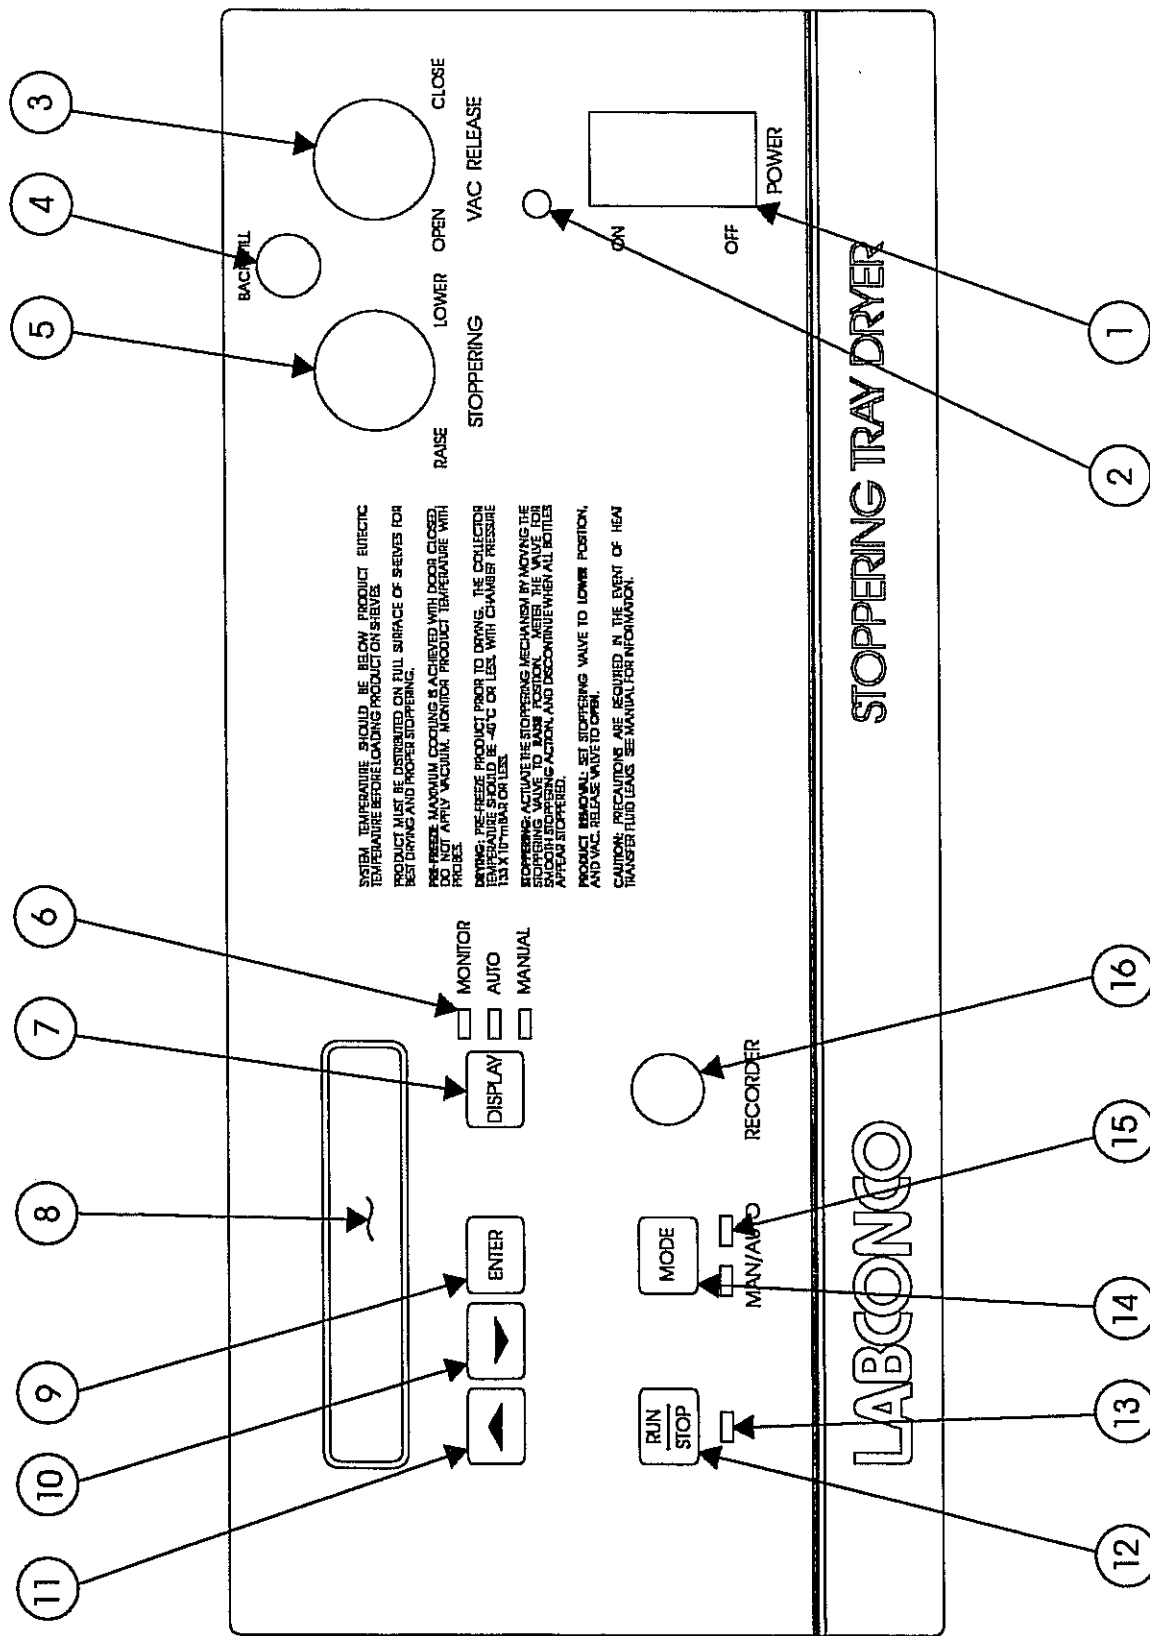 11
10
9
8
7
6
5
4
3
BACKFILL
RAISE
LOWER
OPEN
CLOSE
STOPPERING
VAC RELEASE
ENTER
DISPLAY
MONITOR
AUTO
MANUAL
SYSTEM TEMPERATURE SHOULD BE BELOW PRODUCT EUTECTIC
TEMPERATURE BEFORE LOADING PRODUCT ON SHELVES.
PRODUCT MUST BE DISTRIBUTED ON FULL SURFACE OF SHELVES FOR
BEST DRYING AND PROPER STOPPERING.
PRE-FREEZE: MAXIMUM COOLING IS ACHIEVED WITH DOOR CLOSED.
DO NOT APPLY VACUUM. MONITOR PRODUCT TEMPERATURE WITH
PROBES.
DRYING: PRE-FREEZE PRODUCT PRIOR TO DRYING. THE COLLECTOR
TEMPERATURE SHOULD BE -40°C OR LESS, WITH CHAMBER PRESSURE
133 X 10 mBAR OR LESS.
STOPPERING: ACTUATE THE STOPPERING MECHANISM BY MOVING THE
STOPPERING VALVE TO RAISE POSITION. METER THE VALVE FOR
SMOOTH STOPPERING ACTION, AND DISCONTINUE WHEN ALL BOTTLES
APPEAR STOPPERED.
PRODUCT REMOVAL: SET STOPPERING VALVE TO LOWER POSITION,
AND VAC. RELEASE VALVE TO OPEN.
CAUTION: PRECAUTIONS ARE REQUIRED IN THE EVENT OF HEAT
TRANSFER FLUID LEAKS. SEE MANUAL FOR INFORMATION.
ON
OFF
POWER
RUN
STOP
MODE
MAN/AUTO
RECORDER
LABCONCO
STOPPERING TRAY DRYER
12
13
14
15
16
2
1